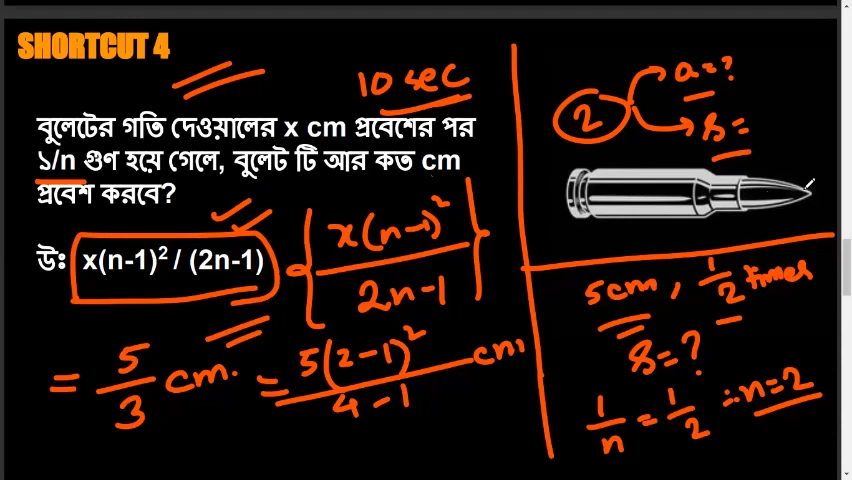 SHORTCUT 4
10 sec
বুলেটের গতি দেওয়ালের x cm প্রবেশের পর
১/n গুণ হয়ে গেলে, বুলেট টি আর কত cm
প্রবেশ করবে?
উঃ x(n-1)² / (2n-1)
{ x(n-1)² / 2n-1 }
= 5(2-1)² / 4-1 cm
= 5/3 cm.
2 → a=?
→ s=
5cm, 1/2 times
s=?
1/n = 1/2 ∴ n=2